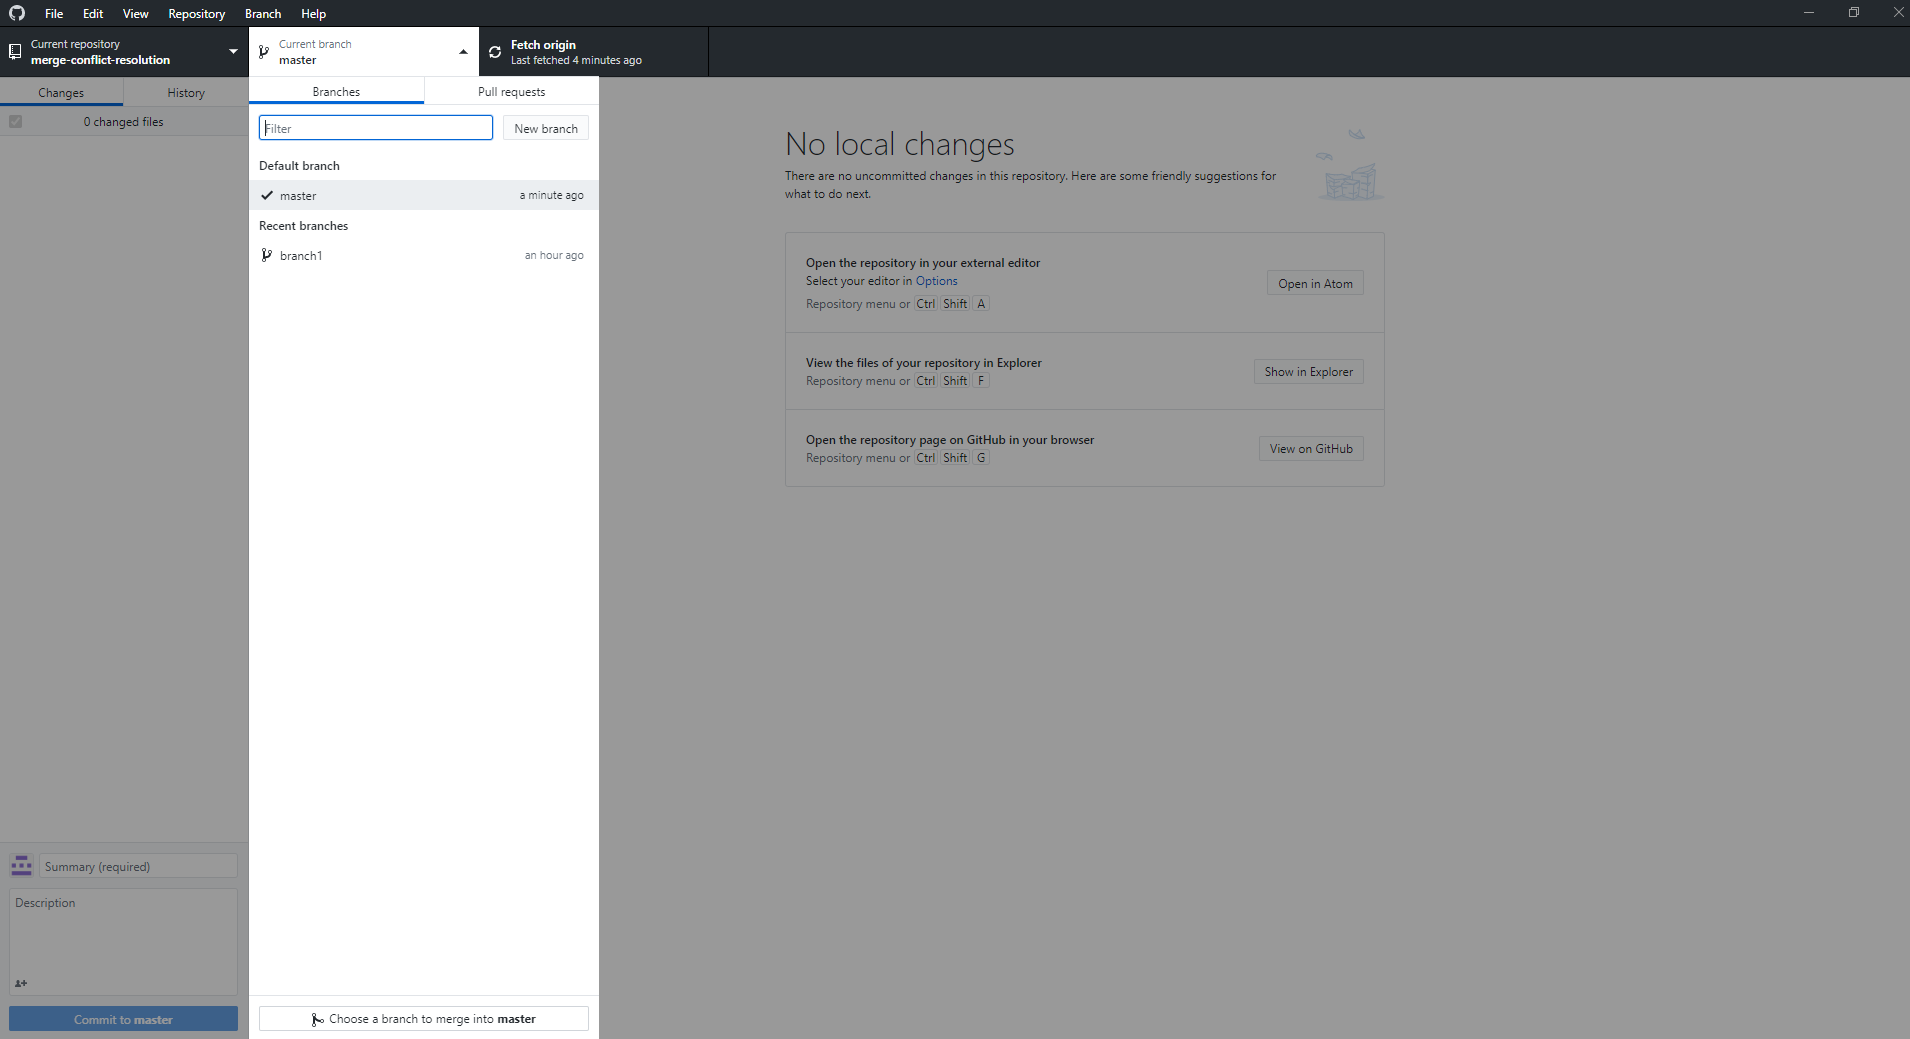 File Edit View Repository Branch Help
Current repository
merge-conflict-resolution
Current branch
master
Fetch origin
Last fetched 4 minutes ago
Changes History
0 changed files
Branches Pull requests
Filter New branch
Default branch
master a minute ago
Recent branches
branch1 an hour ago
Choose a branch to merge into master
Summary (required)
Description
Commit to master
No local changes
There are no uncommitted changes in this repository. Here are some friendly suggestions for
what to do next.
Open the repository in your external editor
Select your editor in Options
Repository menu or Ctrl Shift A
Open in Atom
View the files of your repository in Explorer
Repository menu or Ctrl Shift F
Show in Explorer
Open the repository page on GitHub in your browser
Repository menu or Ctrl Shift G
View on GitHub